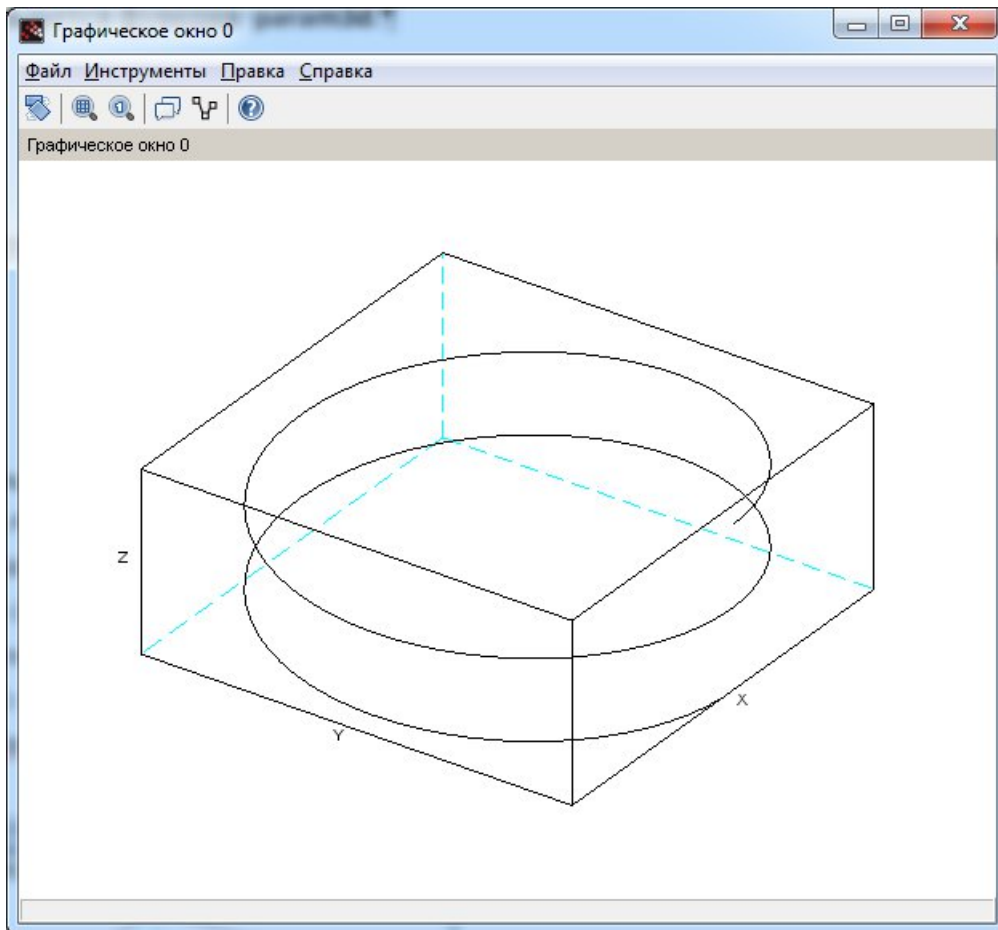 Графическое окно 0
Файл Инструменты Правка Справка
Графическое окно 0
Z
X
Y